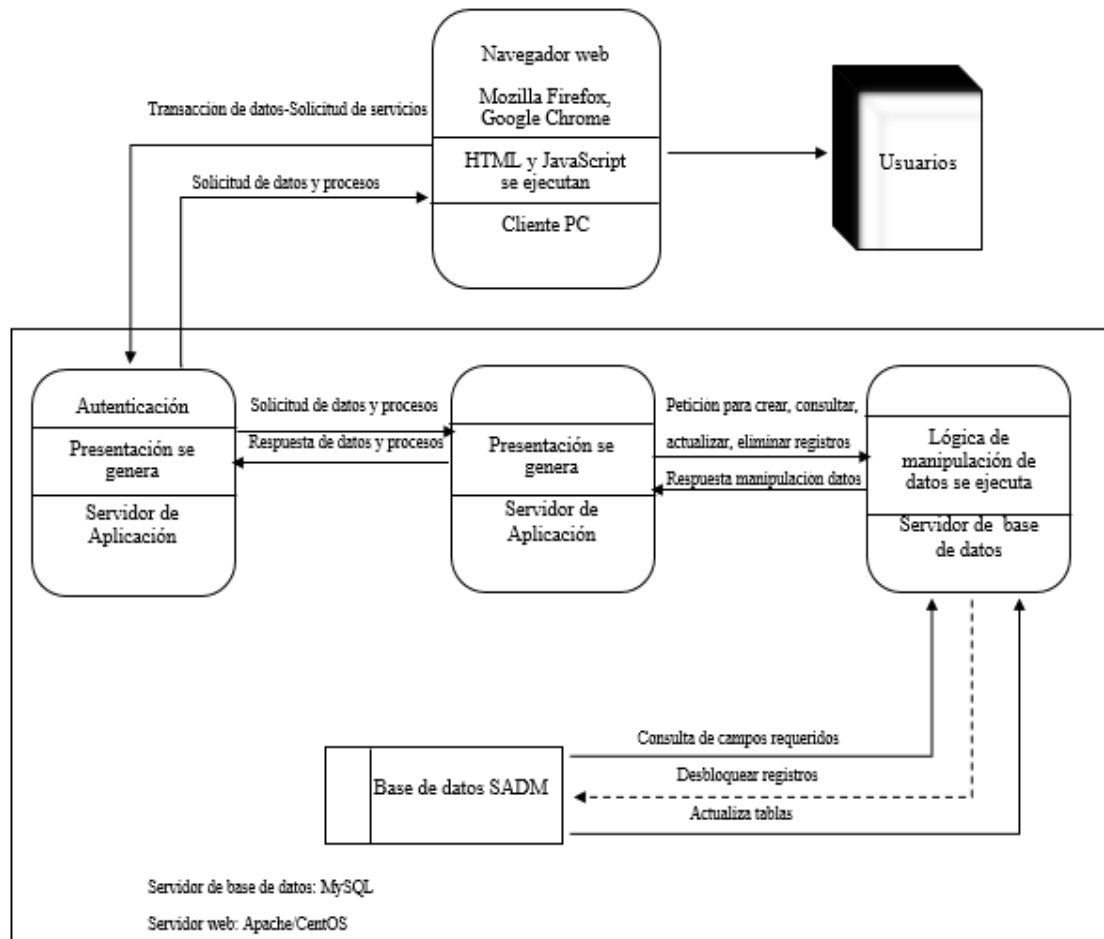 Navegador web
Mozilla Firefox,
Google Chrome
HTML y JavaScript
se ejecutan
Cliente PC
Usuarios
Transacción de datos-Solicitud de servicios
Solicitud de datos y procesos
Autenticación
Presentación se
genera
Servidor de
Aplicación
Solicitud de datos y procesos
Respuesta de datos y procesos
Presentación se
genera
Servidor de
Aplicación
Petición para crear, consultar,
actualizar, eliminar registros
Respuesta manipulación datos
Lógica de
manipulación de
datos se ejecuta
Servidor de base
de datos
Consulta de campos requeridos
Desbloquear registros
Actualiza tablas
Base de datos SADM
Servidor de base de datos: MySQL
Servidor web: Apache/CentOS